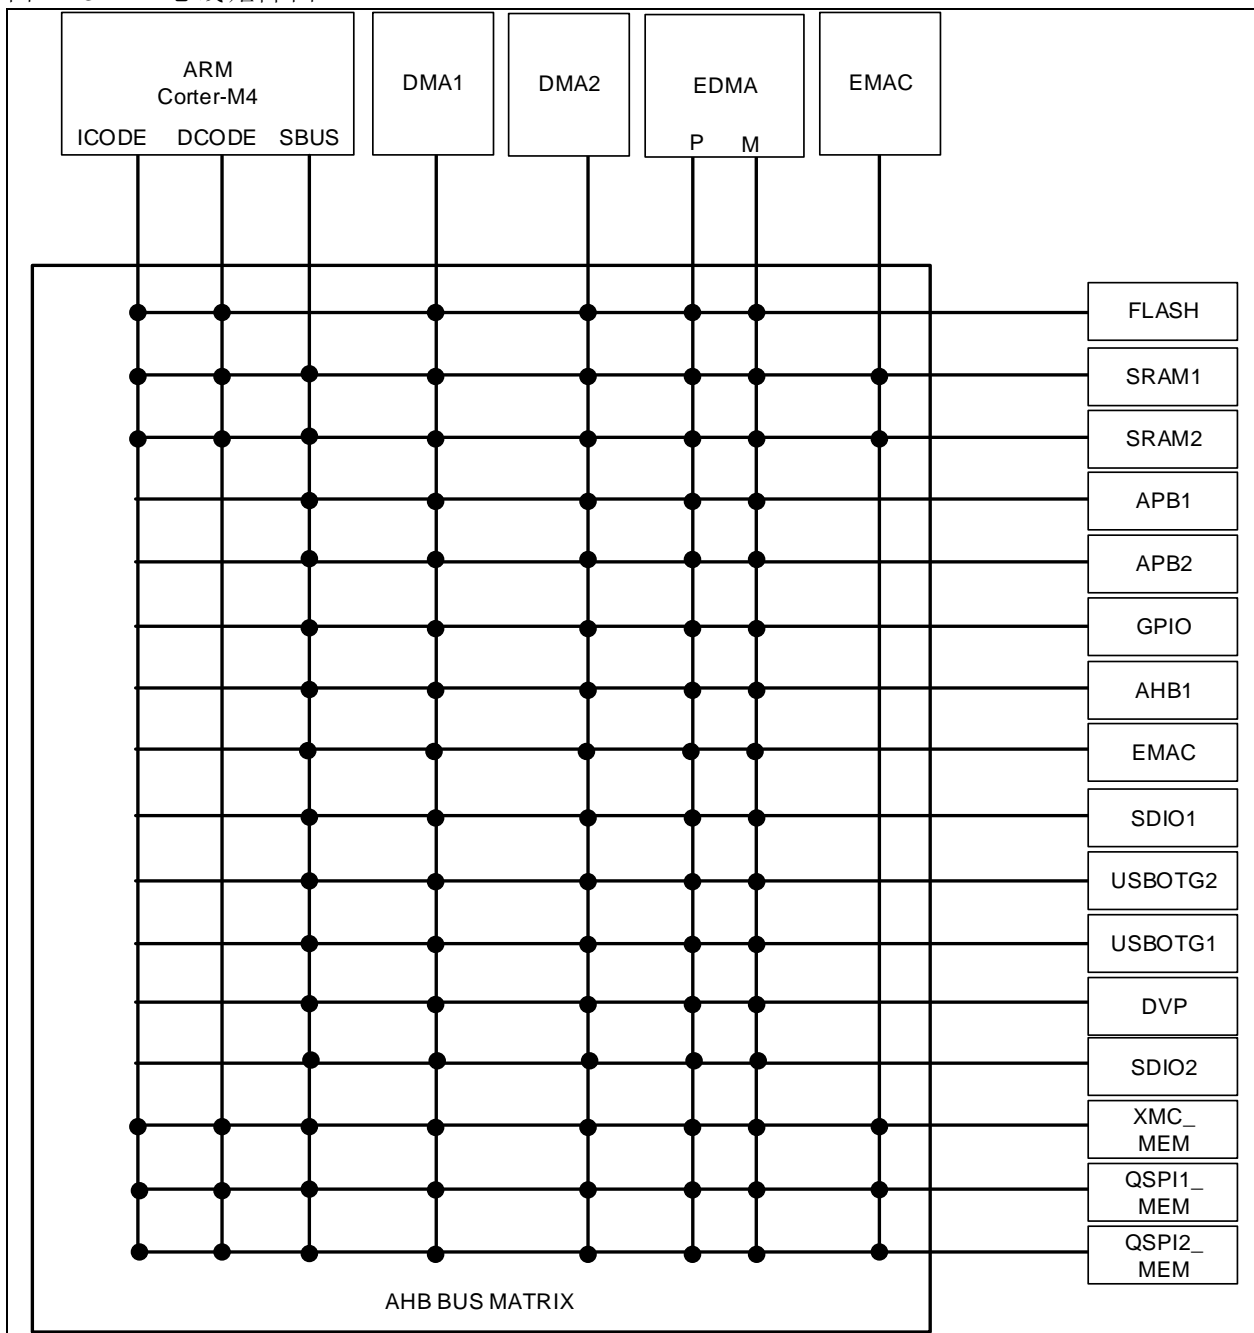 ARM
Corter-M4
ICODE DCODE SBUS
DMA1
DMA2
EDMA
P M
EMAC
FLASH
SRAM1
SRAM2
APB1
APB2
GPIO
AHB1
EMAC
SDIO1
USBOTG2
USBOTG1
DVP
SDIO2
XMC_
MEM
QSPI1_
MEM
QSPI2_
MEM
AHB BUS MATRIX